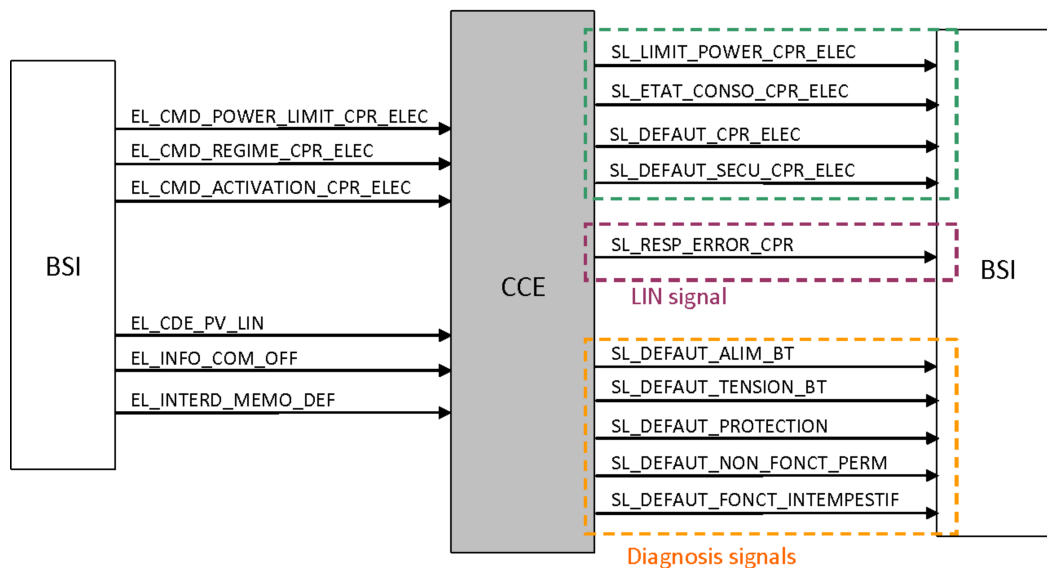 BSI
EL_CMD_POWER_LIMIT_CPR_ELEC
EL_CMD_REGIME_CPR_ELEC
EL_CMD_ACTIVATION_CPR_ELEC
EL_CDE_PV_LIN
EL_INFO_COM_OFF
EL_INTERD_MEMO_DEF
CCE
SL_LIMIT_POWER_CPR_ELEC
SL_ETAT_CONSO_CPR_ELEC
SL_DEFAUT_CPR_ELEC
SL_DEFAUT_SECU_CPR_ELEC
SL_RESP_ERROR_CPR
LIN signal
SL_DEFAUT_ALIM_BT
SL_DEFAUT_TENSION_BT
SL_DEFAUT_PROTECTION
SL_DEFAUT_NON_FONCT_PERM
SL_DEFAUT_FONCT_INTEMPESTIF
Diagnosis signals
BSI